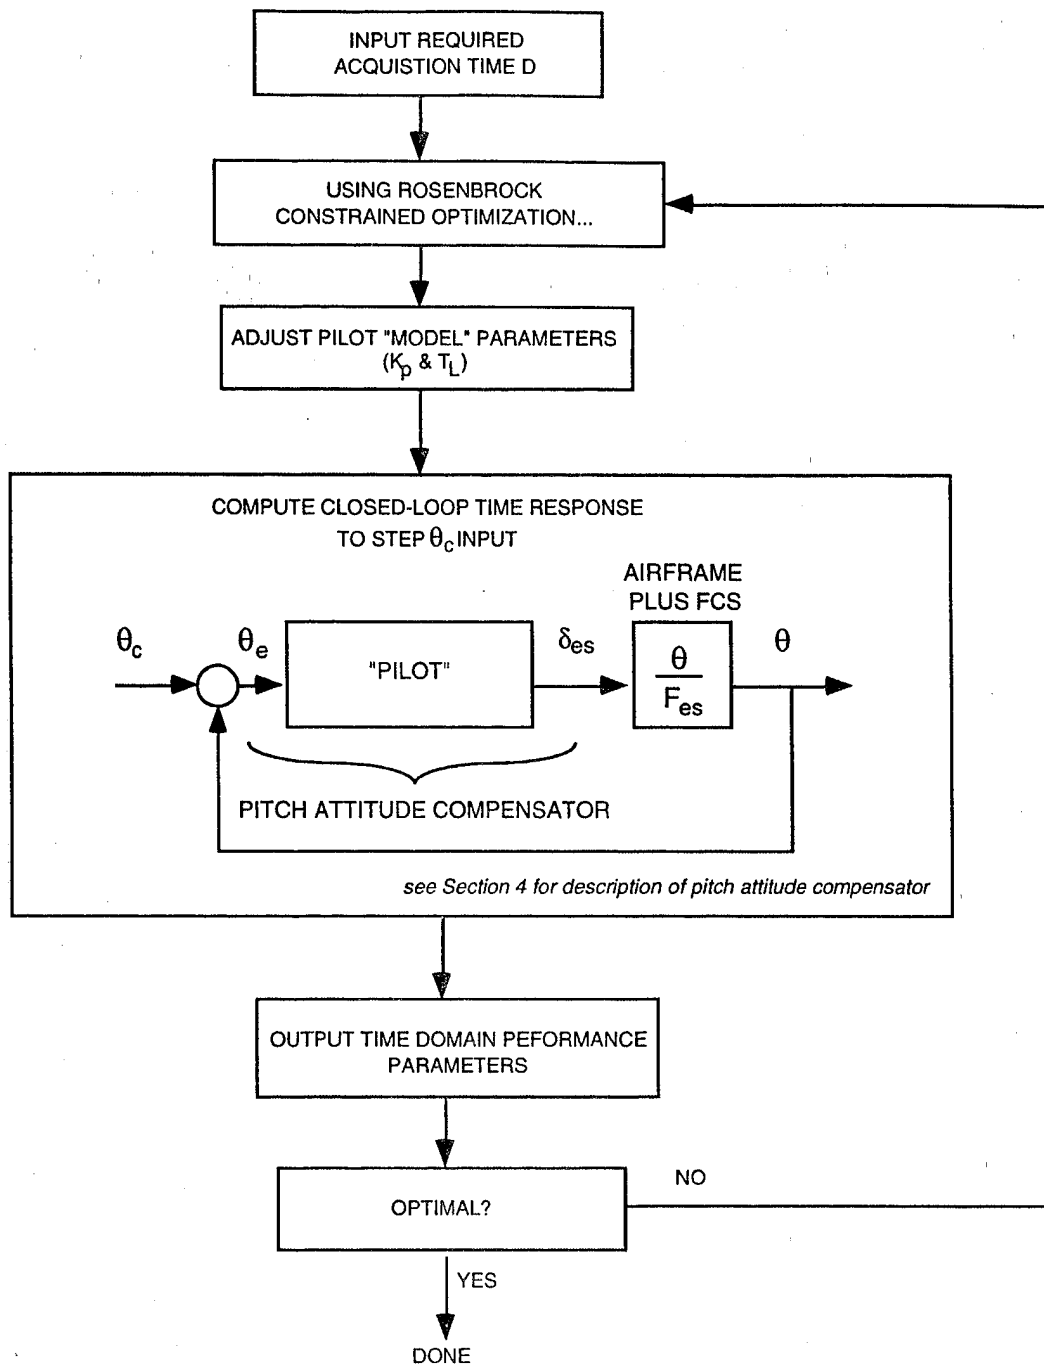 INPUT REQUIRED
ACQUISTION TIME D
USING ROSENBROCK
CONSTRAINED OPTIMIZATION...
ADJUST PILOT "MODEL" PARAMETERS
(Kp & TL)
COMPUTE CLOSED-LOOP TIME RESPONSE
TO STEP θc INPUT
AIRFRAME
PLUS FCS
θc
θe
"PILOT"
δes
θ
Fes
θ
PITCH ATTITUDE COMPENSATOR
see Section 4 for description of pitch attitude compensator
OUTPUT TIME DOMAIN PEFORMANCE
PARAMETERS
OPTIMAL?
NO
YES
DONE